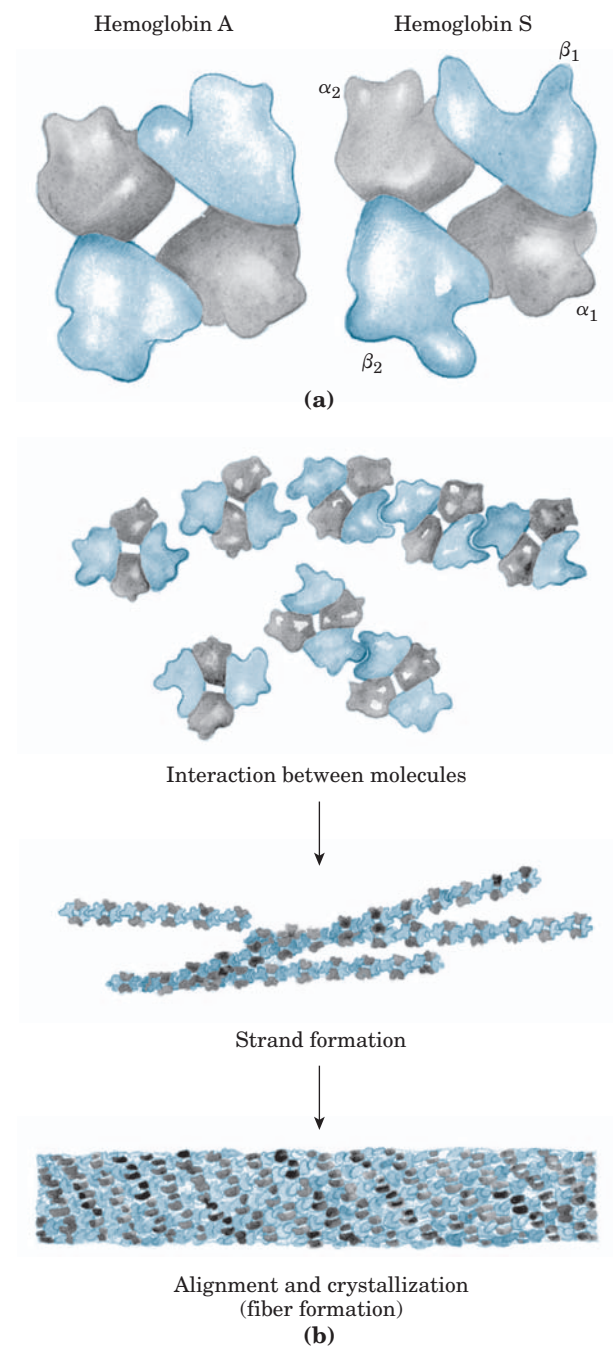 Hemoglobin A
Hemoglobin S
α₂
β₁
α₁
β₂
(a)
Interaction between molecules
Strand formation
Alignment and crystallization
(fiber formation)
(b)